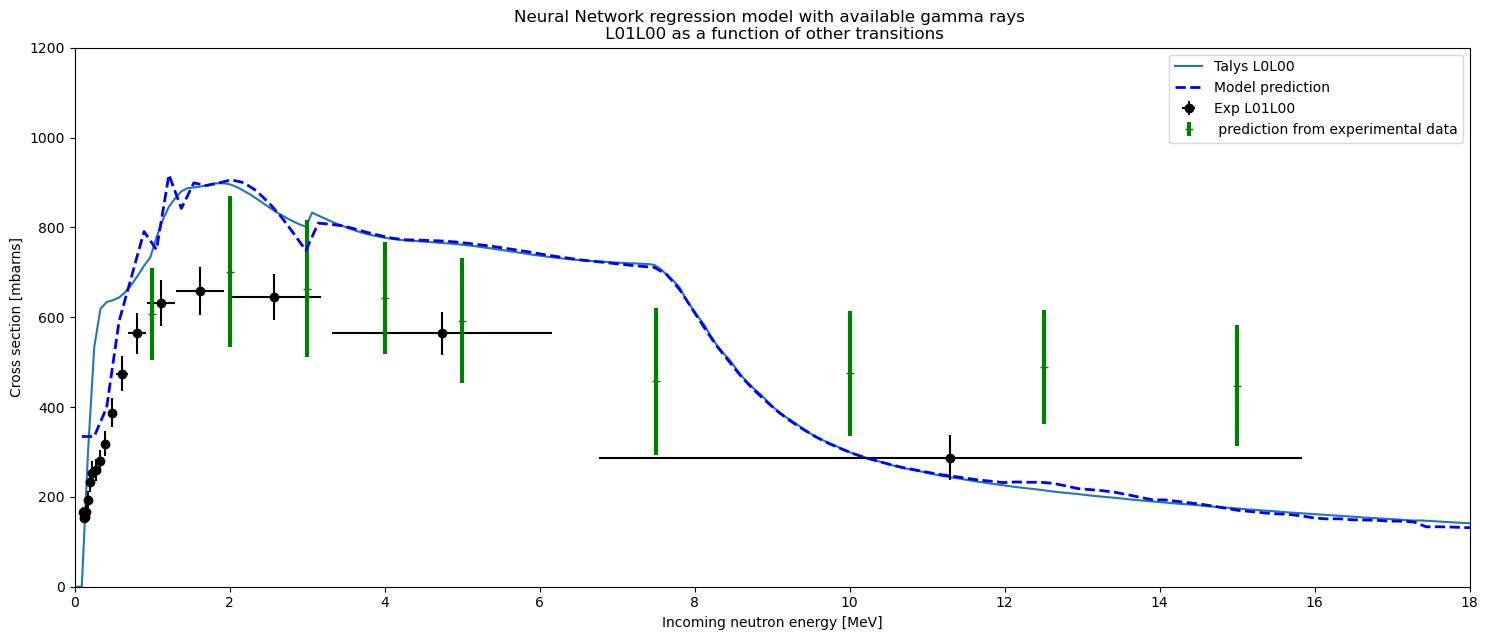 Neural Network regression model with available gamma rays
L01L00 as a function of other transitions
1200
1000
800
600
400
200
0
Cross section [mbarns]
Talys L0L00
Model prediction
Exp L01L00
prediction from experimental data
0 2 4 6 8 10 12 14 16 18
Incoming neutron energy [MeV]